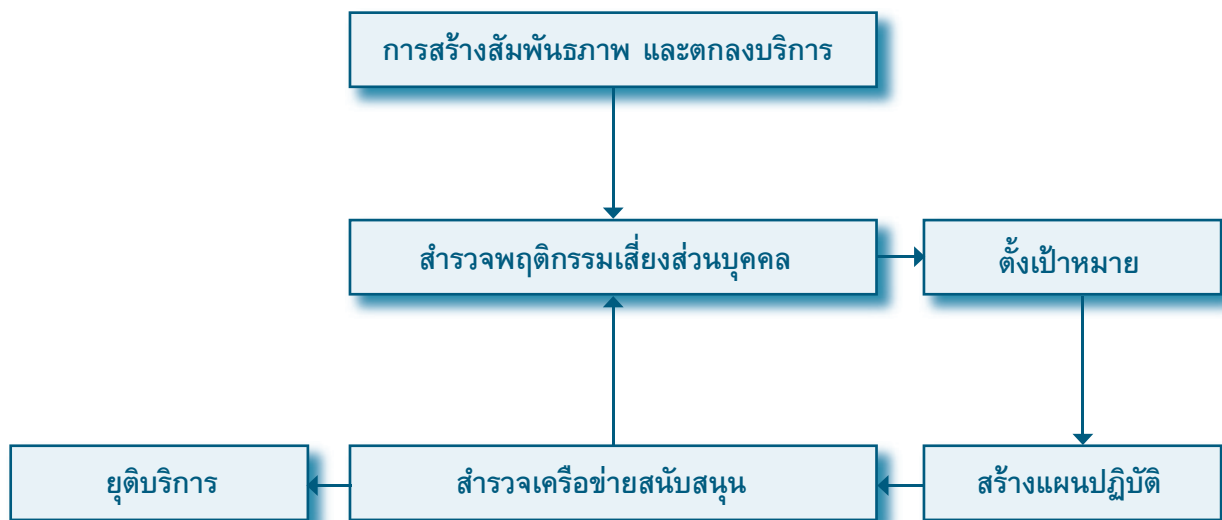 การสร้างสัมพันธภาพ และตกลงบริการ
สำรวจพฤติกรรมเสี่ยงส่วนบุคคล
ตั้งเป้าหมาย
ยุติบริการ
สำรวจเครือข่ายสนับสนุน
สร้างแผนปฏิบัติ